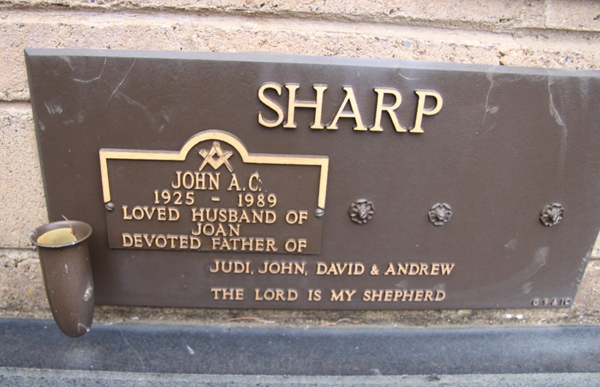 SHARP
JOHN A.C.
1925 - 1989
LOVED HUSBAND OF
JOAN
DEVOTED FATHER OF
JUDI, JOHN, DAVID & ANDREW
THE LORD IS MY SHEPHERD